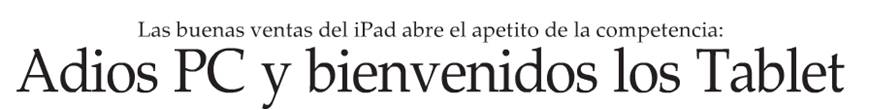 Las buenas ventas del iPad abre el apetito de la competencia:
Adios PC y bienvenidos los Tablet